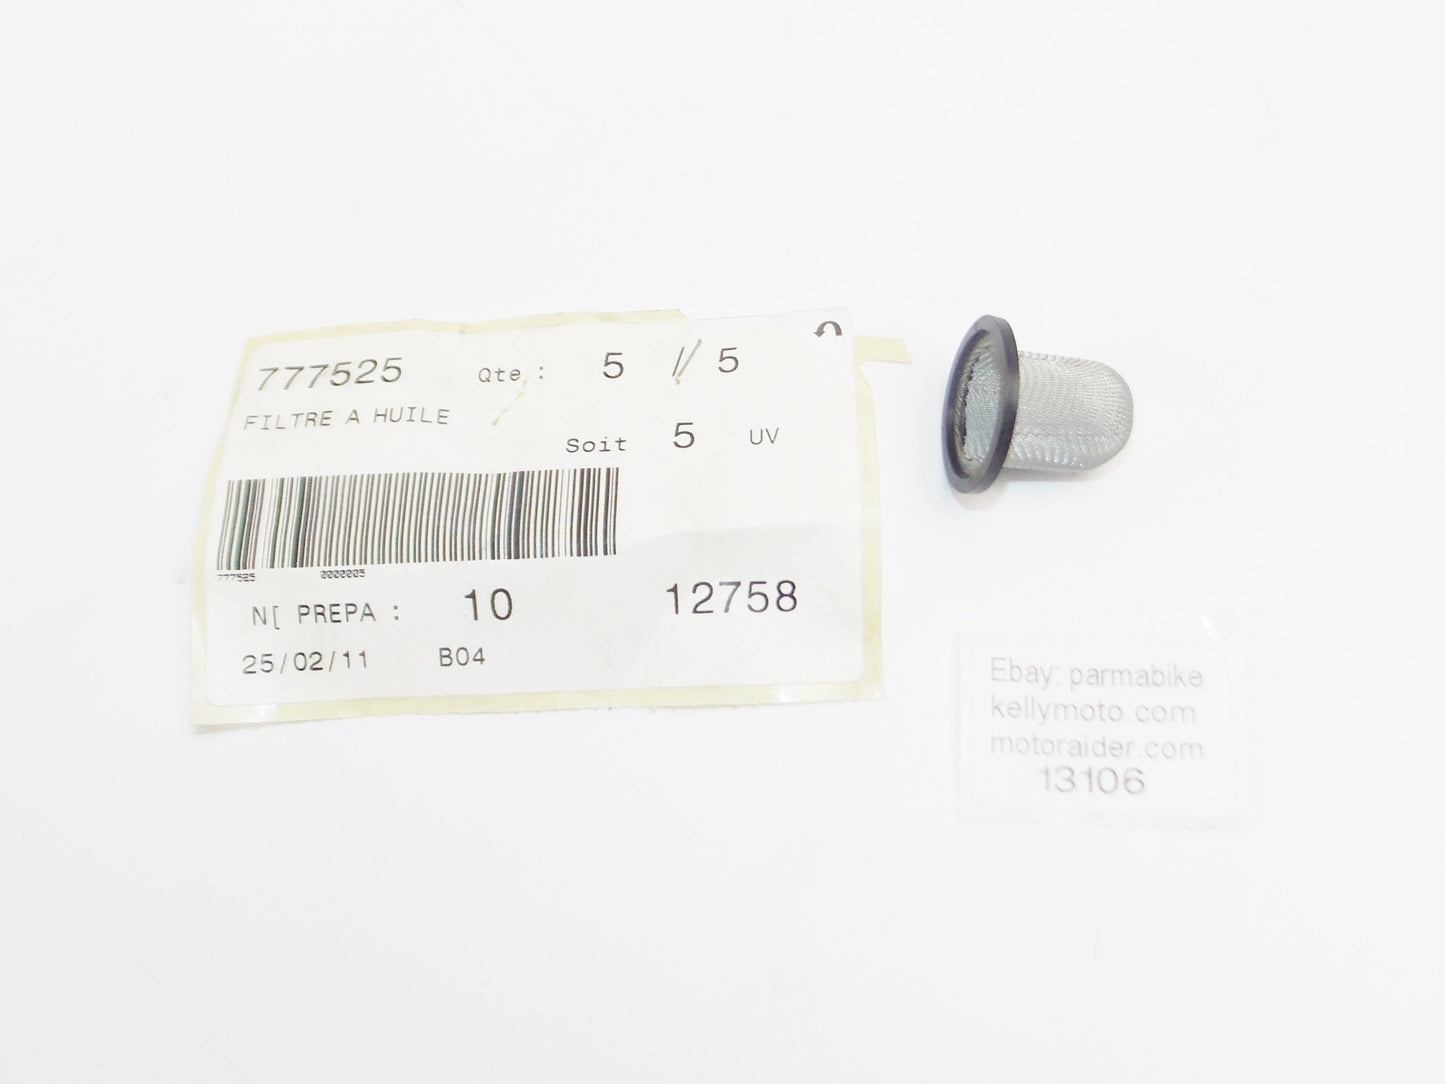 777525 Qte : 5 // 5
FILTRE A HUILE
Soit 5 UV
777525 0000005
N[ PREPA : 10 12758
25/02/11 B04
Ebay: parmabike
kellymoto.com
motoraider.com
13106